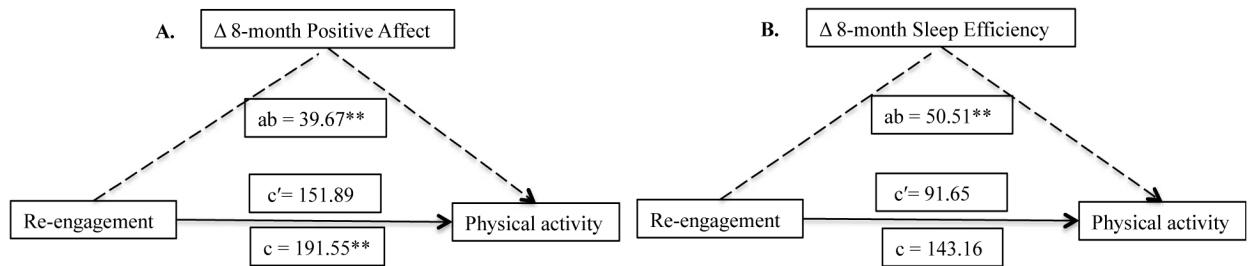 A.
Δ 8-month Positive Affect
ab = 39.67**
c′= 151.89
Re-engagement
Physical activity
c = 191.55**
B.
Δ 8-month Sleep Efficiency
ab = 50.51**
c′= 91.65
Re-engagement
Physical activity
c = 143.16